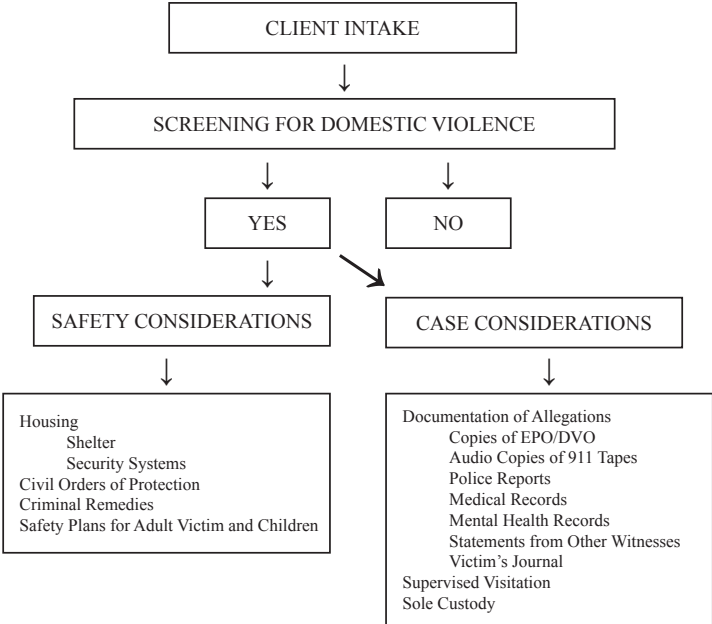 CLIENT INTAKE
SCREENING FOR DOMESTIC VIOLENCE
YES
NO
SAFETY CONSIDERATIONS
CASE CONSIDERATIONS
Housing
Shelter
Security Systems
Civil Orders of Protection
Criminal Remedies
Safety Plans for Adult Victim and Children
Documentation of Allegations
Copies of EPO/DVO
Audio Copies of 911 Tapes
Police Reports
Medical Records
Mental Health Records
Statements from Other Witnesses
Victim’s Journal
Supervised Visitation
Sole Custody